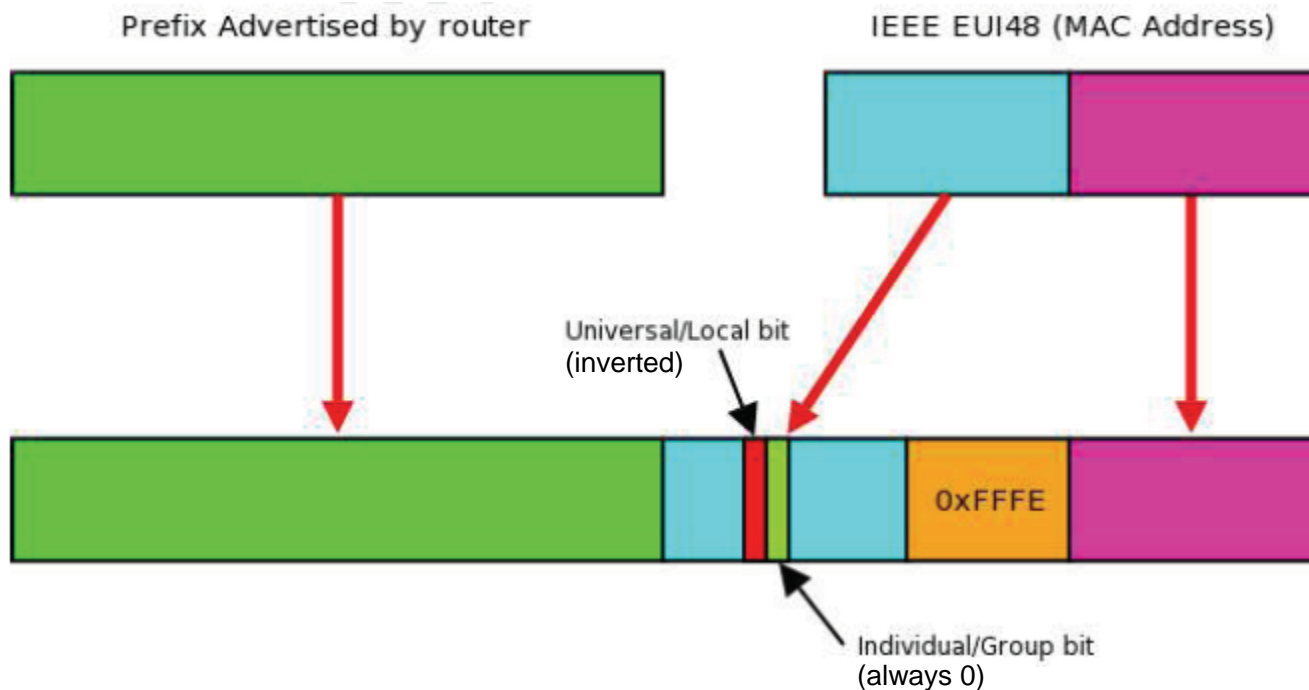 Prefix Advertised by router
IEEE EUI48 (MAC Address)
Universal/Local bit
(inverted)
0xFFFE
Individual/Group bit
(always 0)